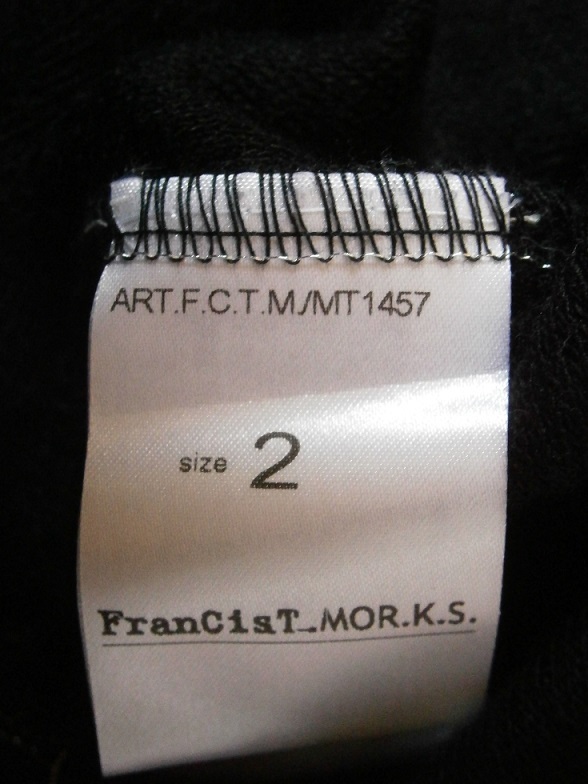 ART.F.C.T.M./MT1457
size 2
FranCisT_MOR.K.S.